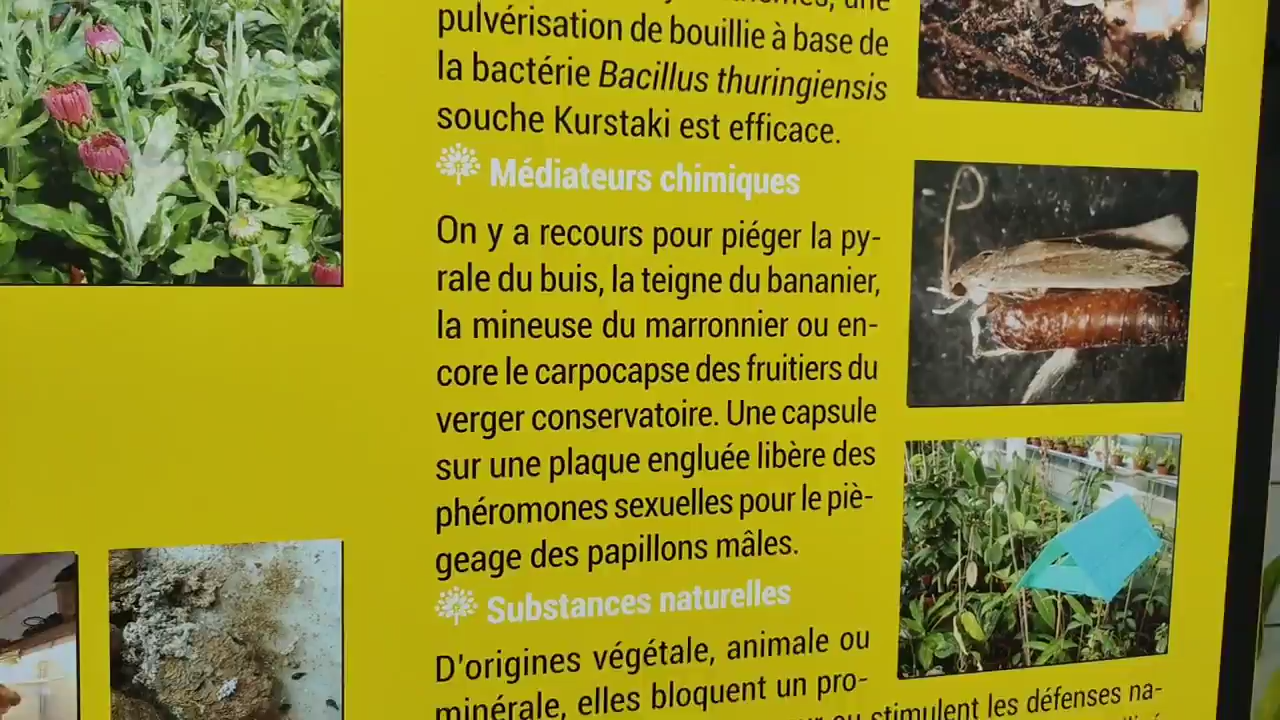 une
pulvérisation de bouillie à base de
la bactérie Bacillus thuringiensis
souche Kurstaki est efficace.
Médiateurs chimiques
On y a recours pour piéger la py-
rale du buis, la teigne du bananier,
la mineuse du marronnier ou en-
core le carpocapse des fruitiers du
verger conservatoire. Une capsule
sur une plaque engluée libère des
phéromones sexuelles pour le piè-
geage des papillons mâles.
Substances naturelles
D'origines végétale, animale ou
minérale, elles bloquent un pro-
ou stimulent les défenses na-